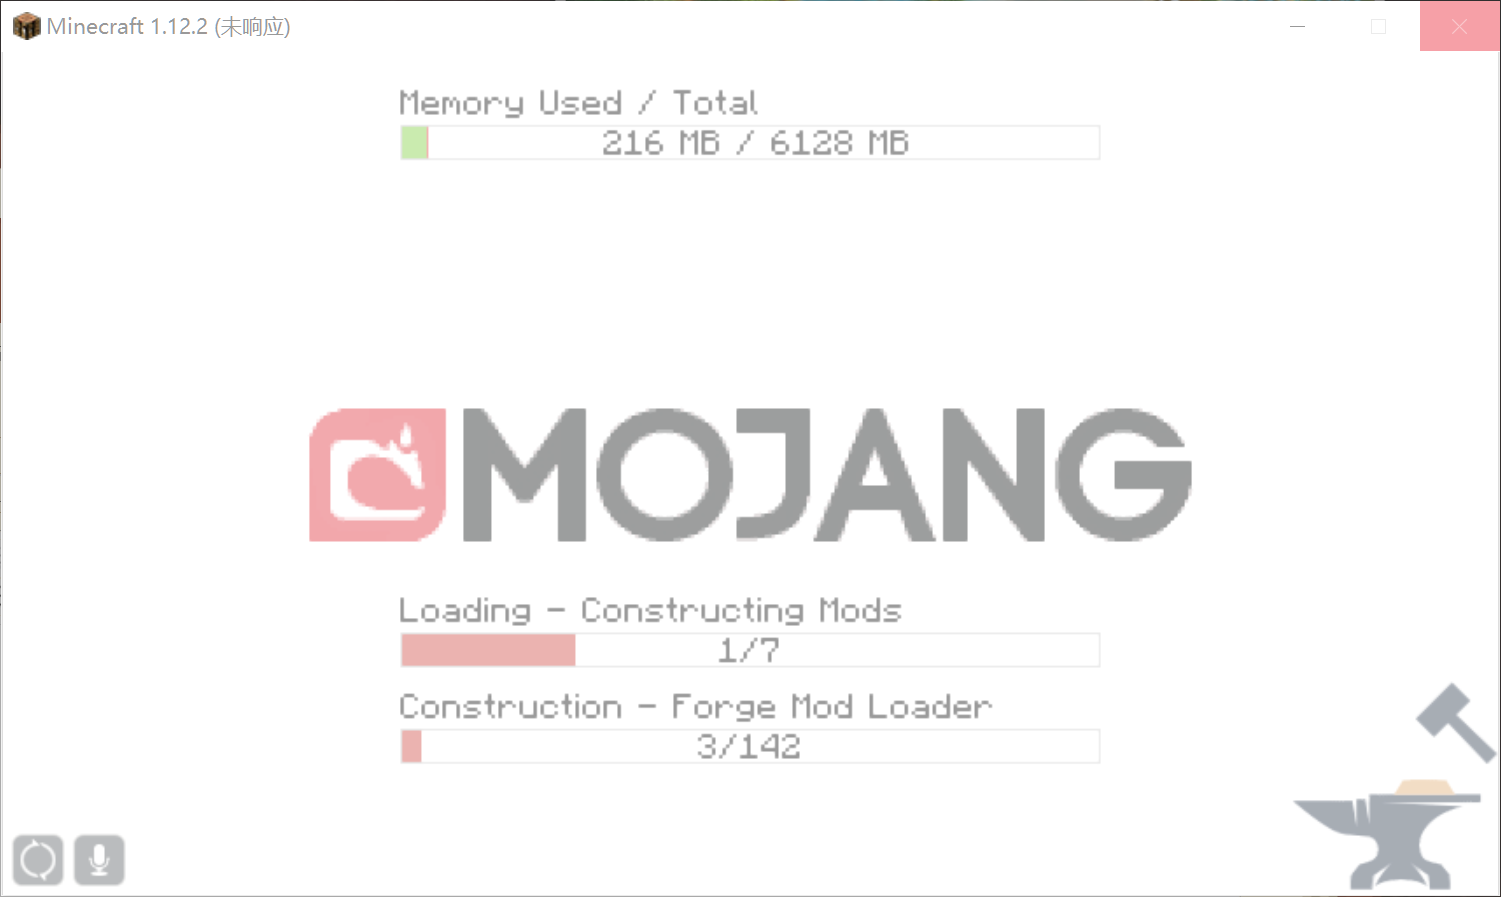 Minecraft 1.12.2 (未响应)
Memory Used / Total
216 MB / 6128 MB
MOJANG
Loading - Constructing Mods
1/7
Construction - Forge Mod Loader
3/142